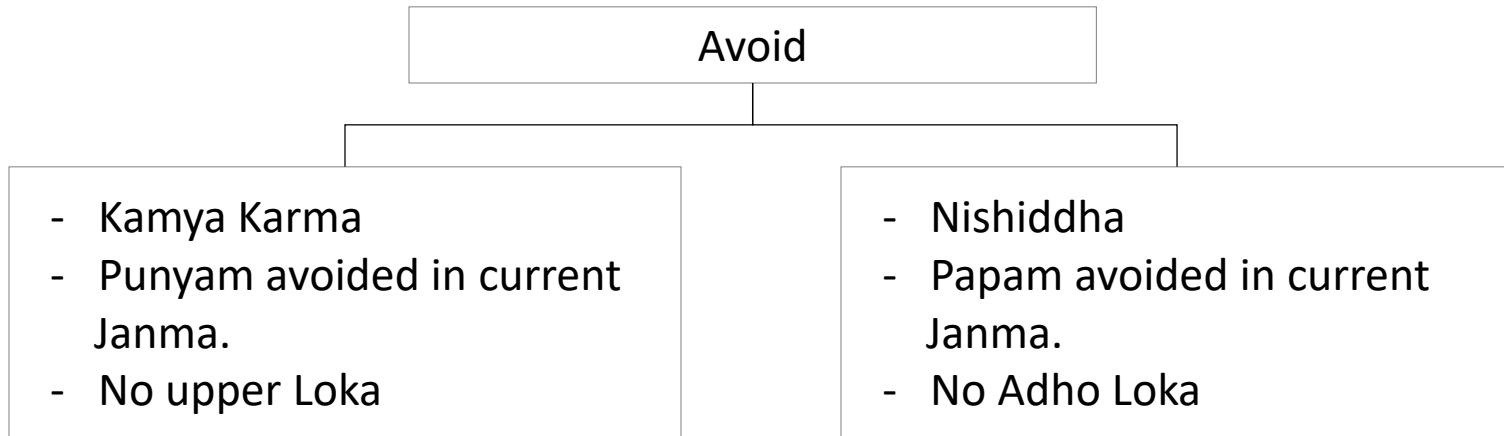 Avoid
- Kamya Karma
- Punyam avoided in current
Janma.
- No upper Loka
- Nishiddha
- Papam avoided in current
Janma.
- No Adho Loka